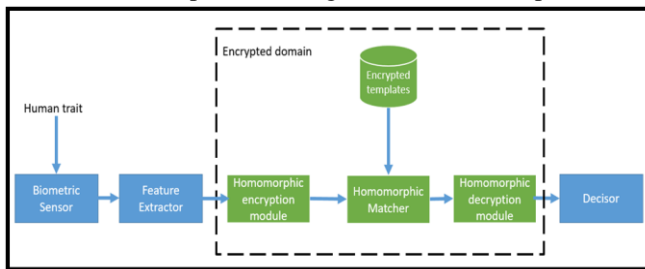 Encrypted domain
Encrypted
templates
Human trait
Biometric
Sensor
Feature
Extractor
Homomorphic
encryption module
Homomorphic
Matcher
Homomorphic
decryption module
Decisor